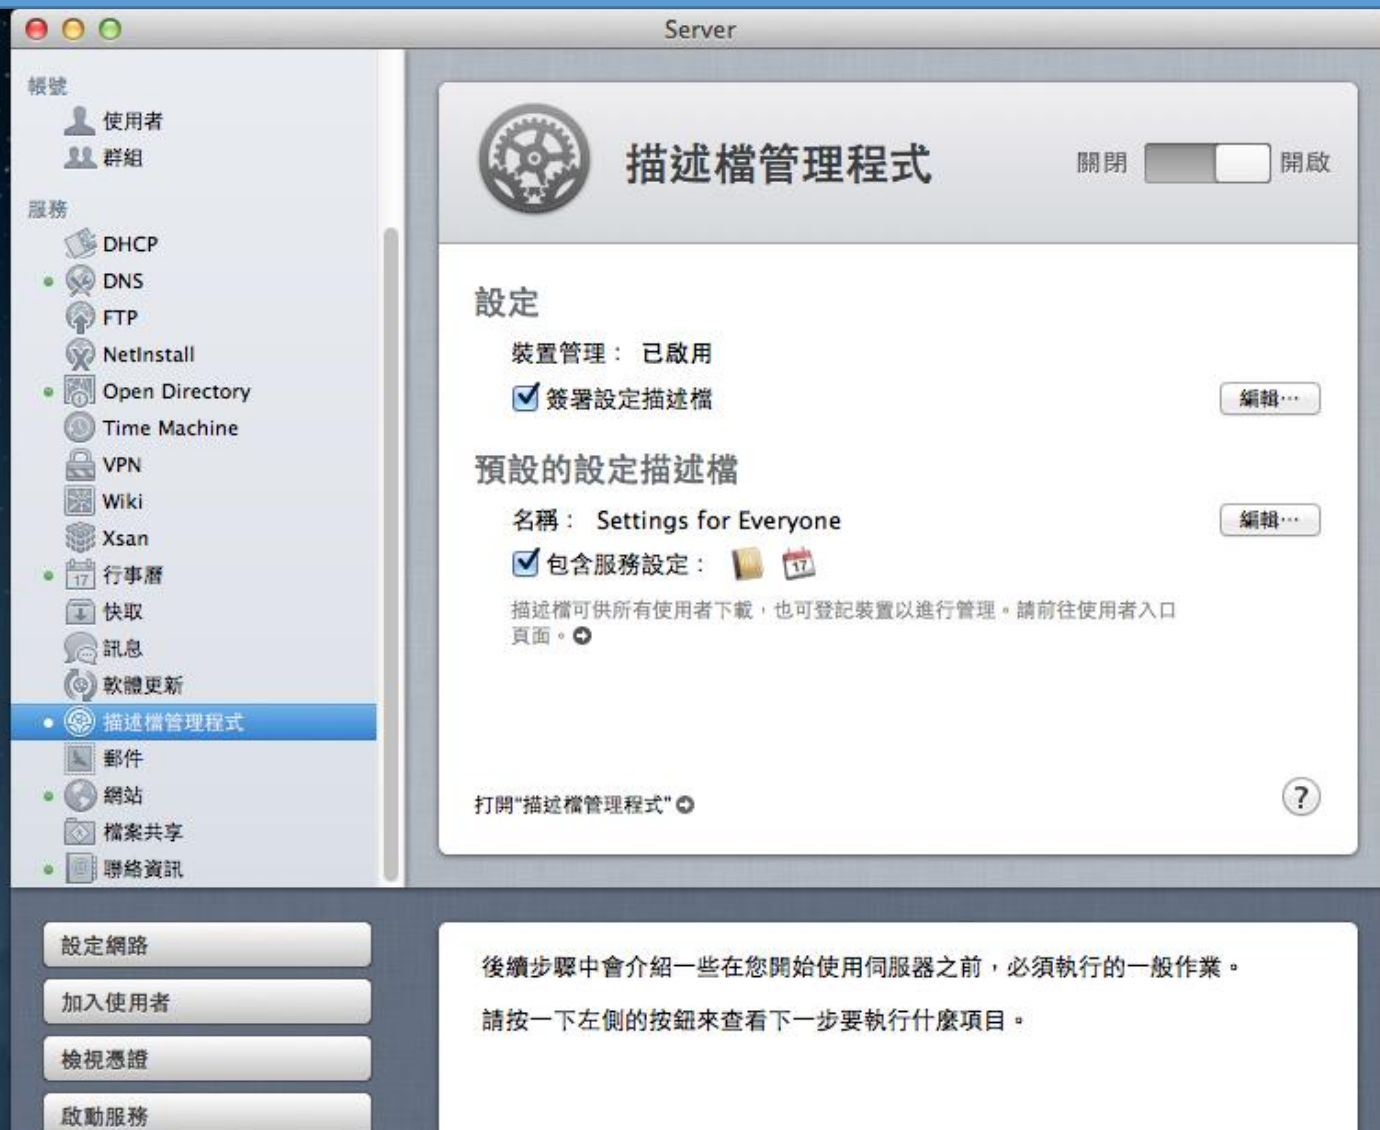 Server
帳號
使用者
群組
服務
DHCP
DNS
FTP
NetInstall
Open Directory
Time Machine
VPN
Wiki
Xsan
17 行事曆
快取
訊息
軟體更新
描述檔管理程式
郵件
網站
檔案共享
聯絡資訊
描述檔管理程式
關閉 開啟
設定
裝置管理： 已啟用
簽署設定描述檔 編輯⋯
預設的設定描述檔
名稱： Settings for Everyone 編輯⋯
包含服務設定： 17
描述檔可供所有使用者下載，也可登記裝置以進行管理。請前往使用者入口
頁面。
打開“描述檔管理程式” ?
設定網路
加入使用者
檢視憑證
啟動服務
後續步驟中會介紹一些在您開始使用伺服器之前，必須執行的一般作業。
請按一下左側的按鈕來查看下一步要執行什麼項目。